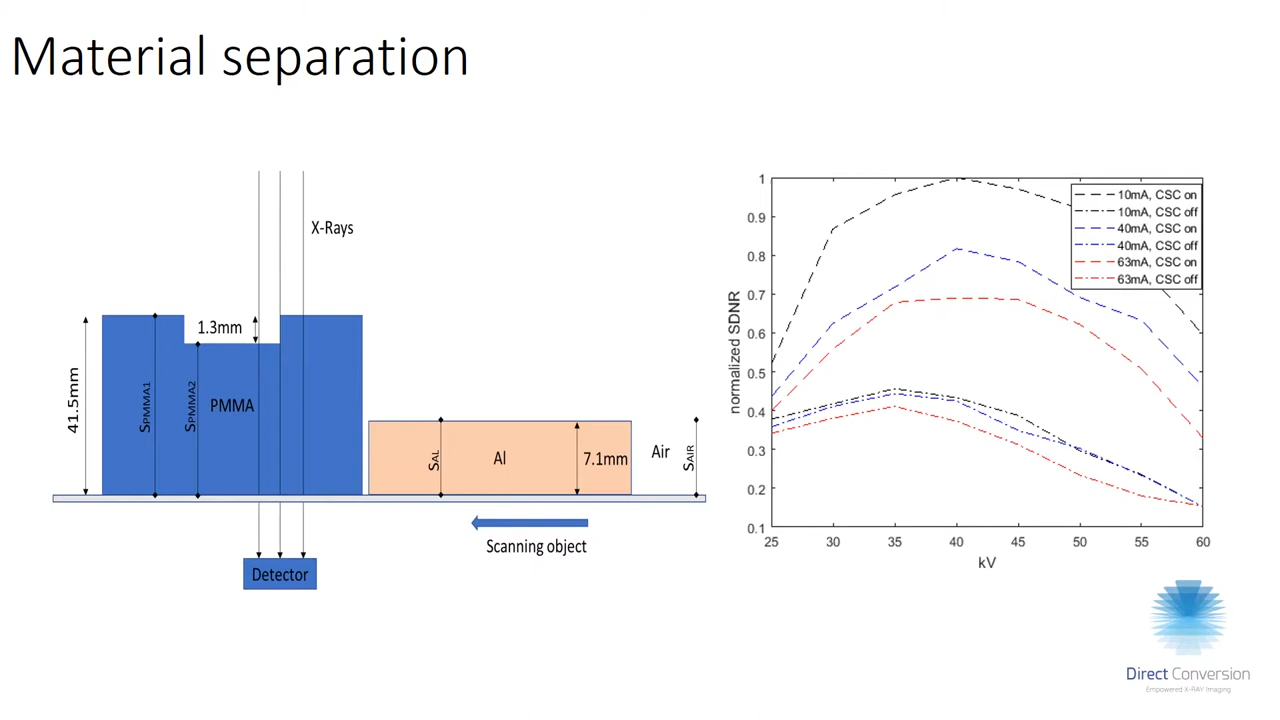 Material separation
X-Rays
1.3mm
41.5mm
SPMMA1
SPMMA2
PMMA
SAL
Al
7.1mm
Air
SAIR
Scanning object
Detector
1
0.9
0.8
0.7
0.6
0.5
0.4
0.3
0.2
0.1
normalized SDNR
25 30 35 40 45 50 55 60
kV
10mA, CSC on
10mA, CSC off
40mA, CSC on
40mA, CSC off
63mA, CSC on
63mA, CSC off
Direct Conversion
Empowered X-RAY Imaging